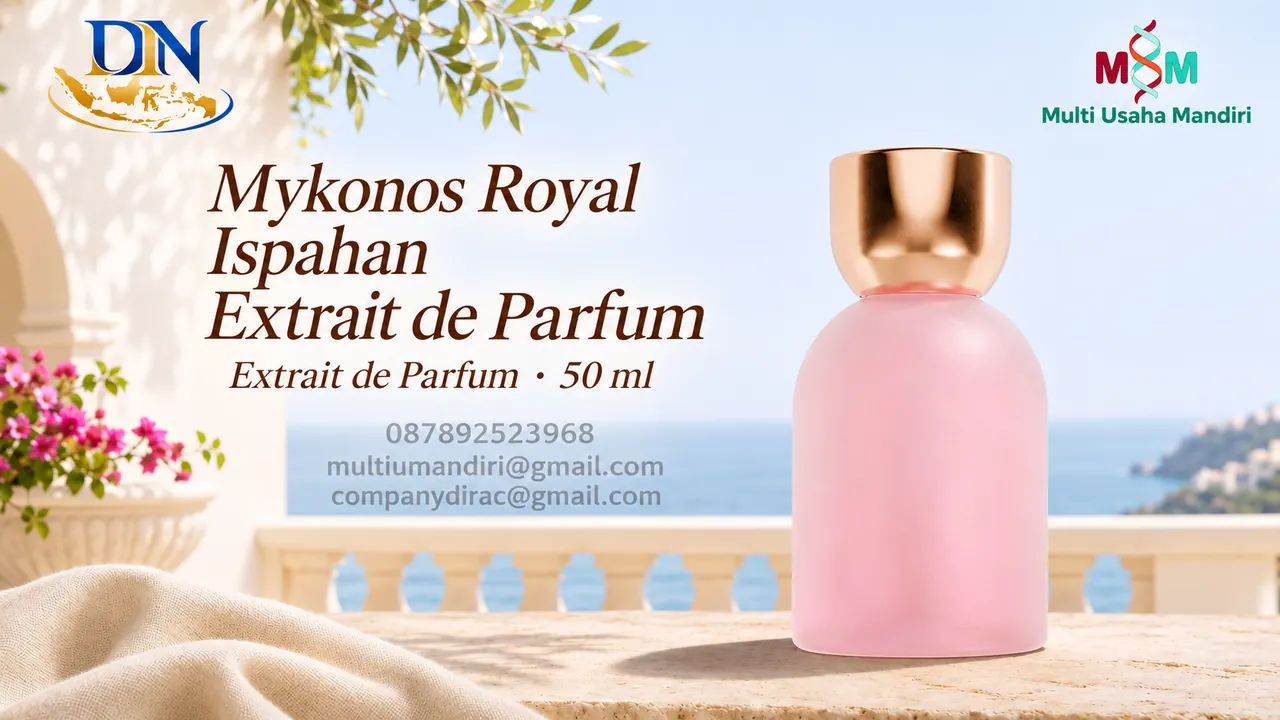 DN
MM
Multi Usaha Mandiri
Mykonos Royal
Ispahan
Extrait de Parfum
Extrait de Parfum • 50 ml
087892523968
multiumandiri@gmail.com
companydirac@gmail.com